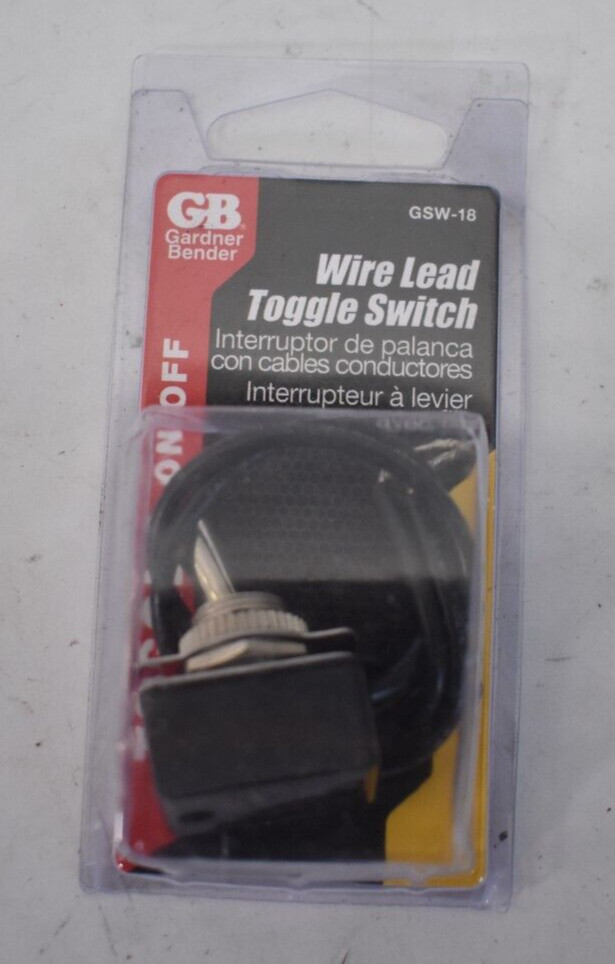 GB®
Gardner
Bender
GSW-18
Wire Lead
Toggle Switch
Interruptor de palanca
con cables conductores
Interrupteur à levier
ON OFF